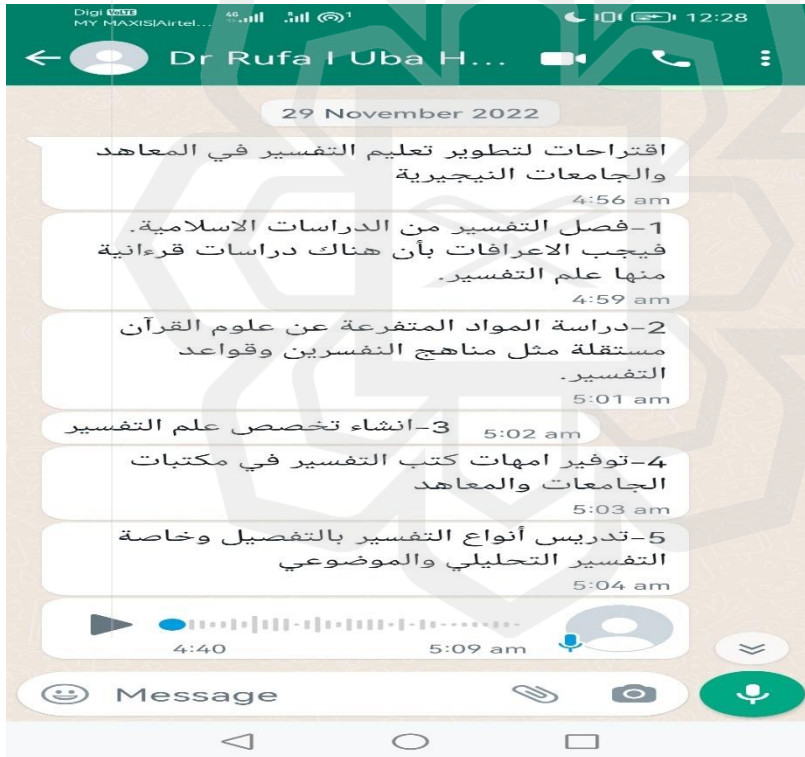 Digi VoLTE
MY MAXIS|Airtel...
46
1
12:28
Dr Rufa I Uba H...
29 November 2022
اقتراحات لتطوير تعليم التفسير في المعاهد
والجامعات النيجيرية
4:56 am
1-فصل التفسير من الدراسات الاسلامية.
فيجب الاعرافات بأن هناك دراسات قرءانية
منها علم التفسير.
4:59 am
2-دراسة المواد المتفرعة عن علوم القرآن
مستقلة مثل مناهج النفسرين وقواعد
التفسير.
5:01 am
3-انشاء تخصص علم التفسير
5:02 am
4-توفير امهات كتب التفسير في مكتبات
الجامعات والمعاهد
5:03 am
5-تدريس أنواع التفسير بالتفصيل وخاصة
التفسير التحليلي والموضوعي
5:04 am
4:40
5:09 am
Message